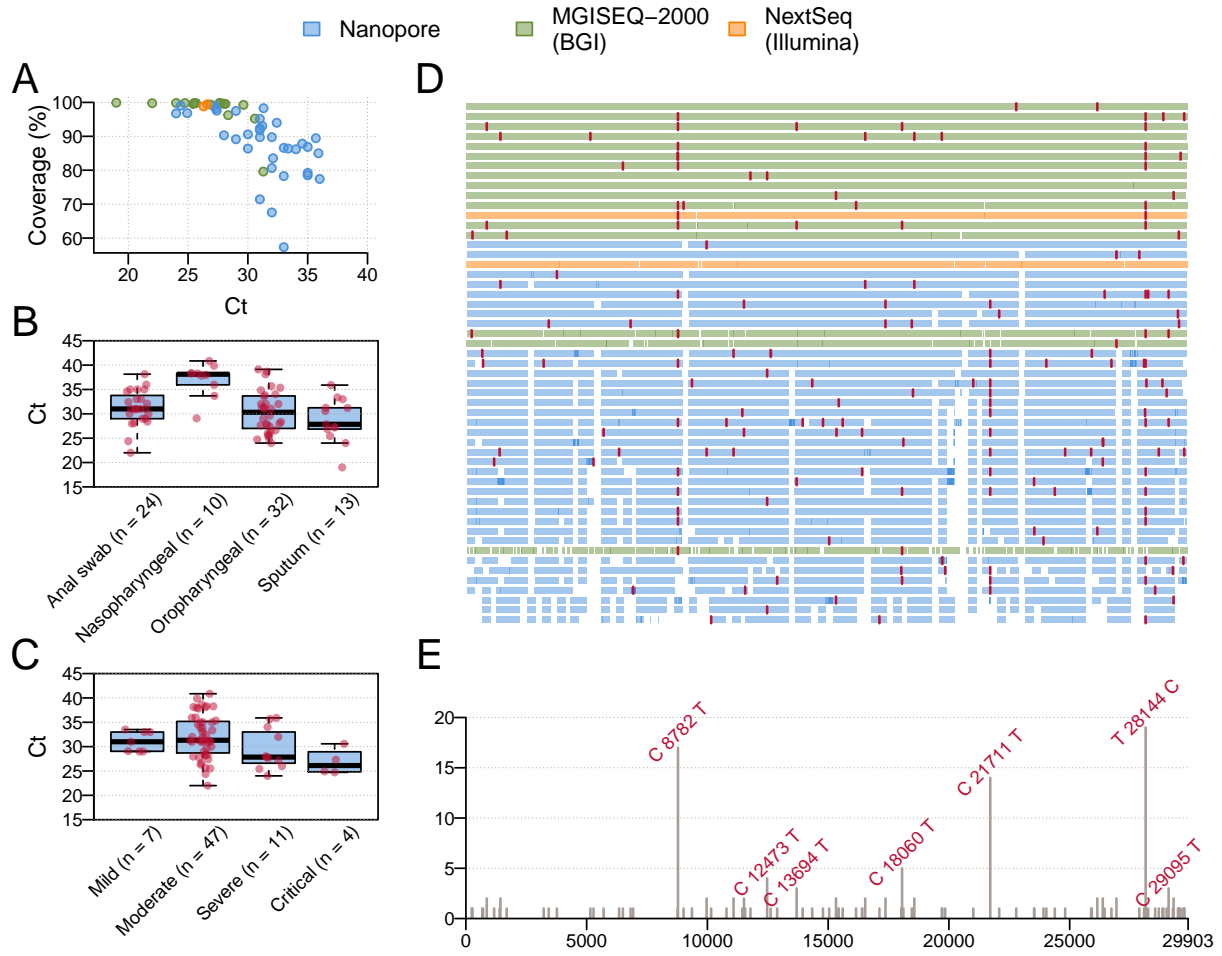 Nanopore
MGISEQ−2000
(BGI)
NextSeq
(Illumina)
A
Coverage (%)
100
90
80
70
60
20 25 30 35 40
Ct
B
Ct
45
40
35
30
25
20
15
Anal swab (n = 24)
Nasopharyngeal (n = 10)
Oropharyngeal (n = 32)
Sputum (n = 13)
C
Ct
45
40
35
30
25
20
15
Mild (n = 7)
Moderate (n = 47)
Severe (n = 11)
Critical (n = 4)
D
E
20
15
10
5
0
C 8782 T
C 12473 T
C 13694 T
C 18060 T
C 21711 T
T 28144 C
C 29095 T
0 5000 10000 15000 20000 25000 29903